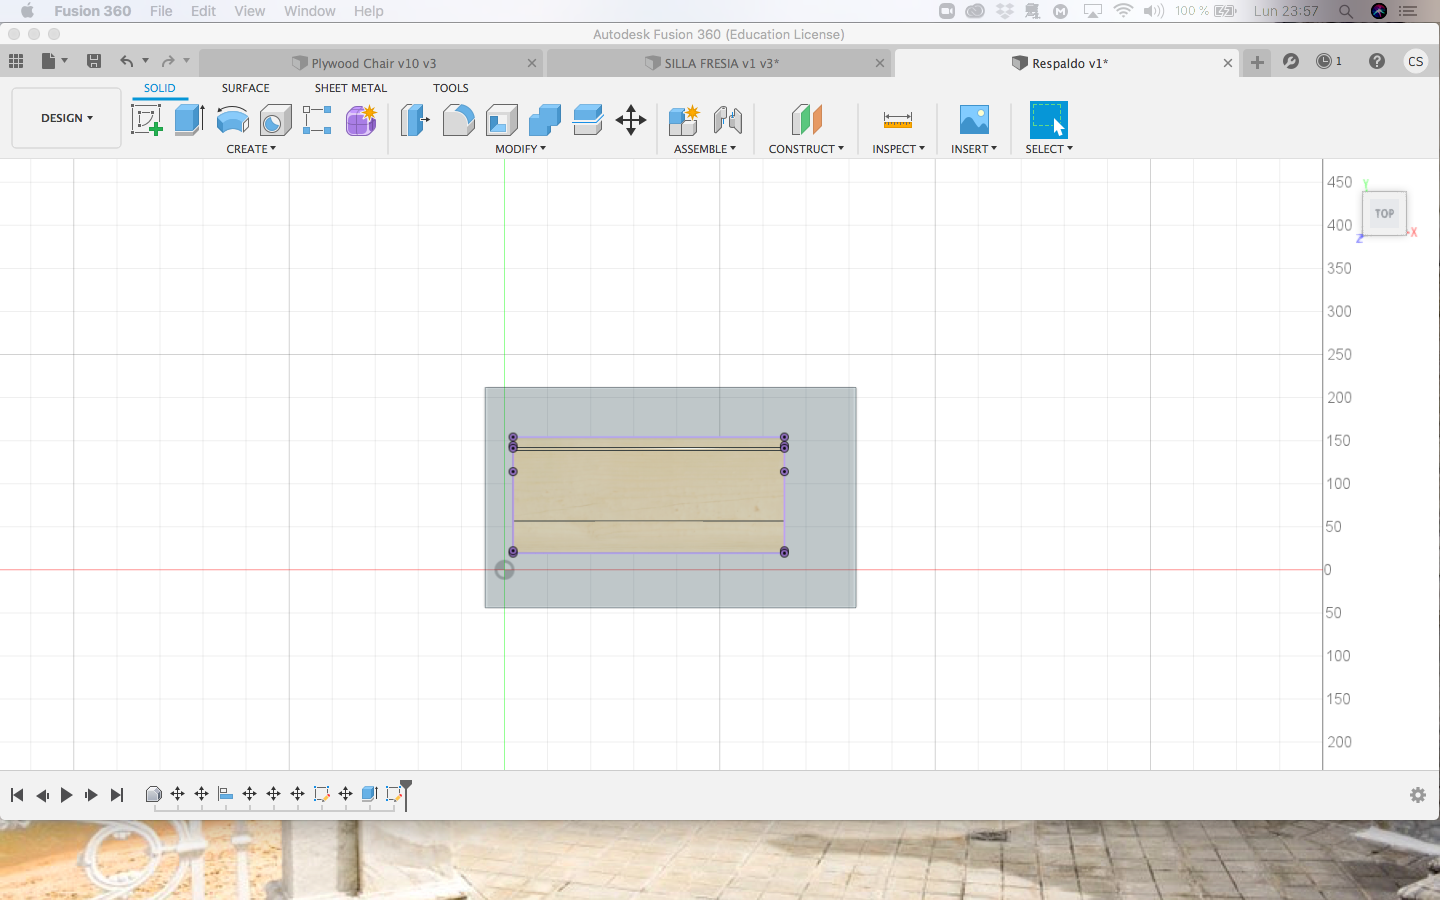 Fusion 360 File Edit View Window Help 100 % Lun 23:57
Autodesk Fusion 360 (Education License)
Plywood Chair v10 v3 SILLA FRESIA v1 v3* Respaldo v1* 1 CS
SOLID SURFACE SHEET METAL TOOLS
DESIGN
CREATE MODIFY ASSEMBLE CONSTRUCT INSPECT INSERT SELECT
450
Y
400
TOP
X
Z
350
300
250
200
150
100
50
0
50
100
150
200